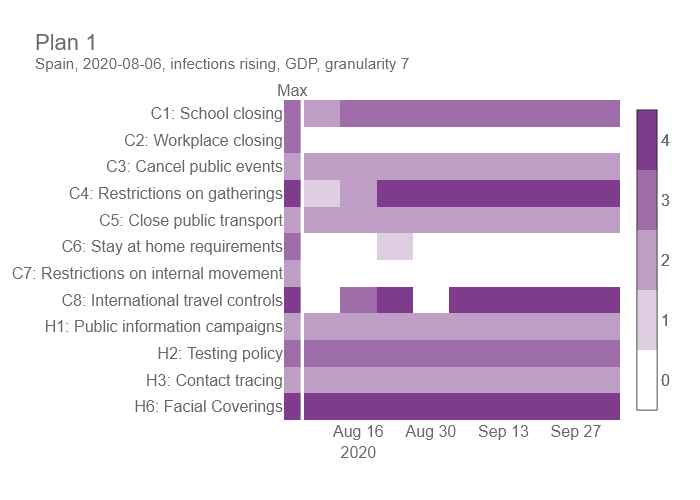 Plan 1
Spain, 2020-08-06, infections rising, GDP, granularity 7
Max
C1: School closing
C2: Workplace closing
C3: Cancel public events
C4: Restrictions on gatherings
C5: Close public transport
C6: Stay at home requirements
C7: Restrictions on internal movement
C8: International travel controls
H1: Public information campaigns
H2: Testing policy
H3: Contact tracing
H6: Facial Coverings
Aug 16
2020
Aug 30
Sep 13
Sep 27
4
3
2
1
0